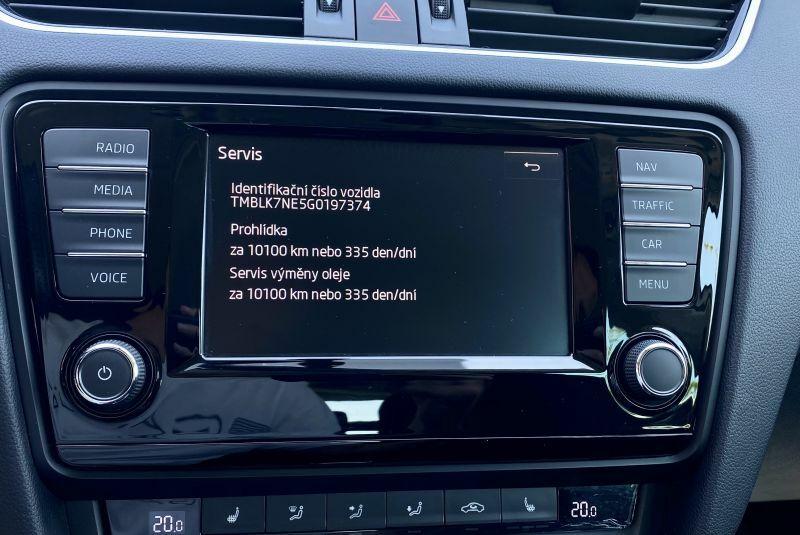 RADIO
MEDIA
PHONE
VOICE
Servis
Identifikační číslo vozidla
TMBLK7NE5G0197374
Prohlídka
za 10100 km nebo 335 den/dní
Servis výměny oleje
za 10100 km nebo 335 den/dní
NAV
TRAFFIC
CAR
MENU
20.0
20.0